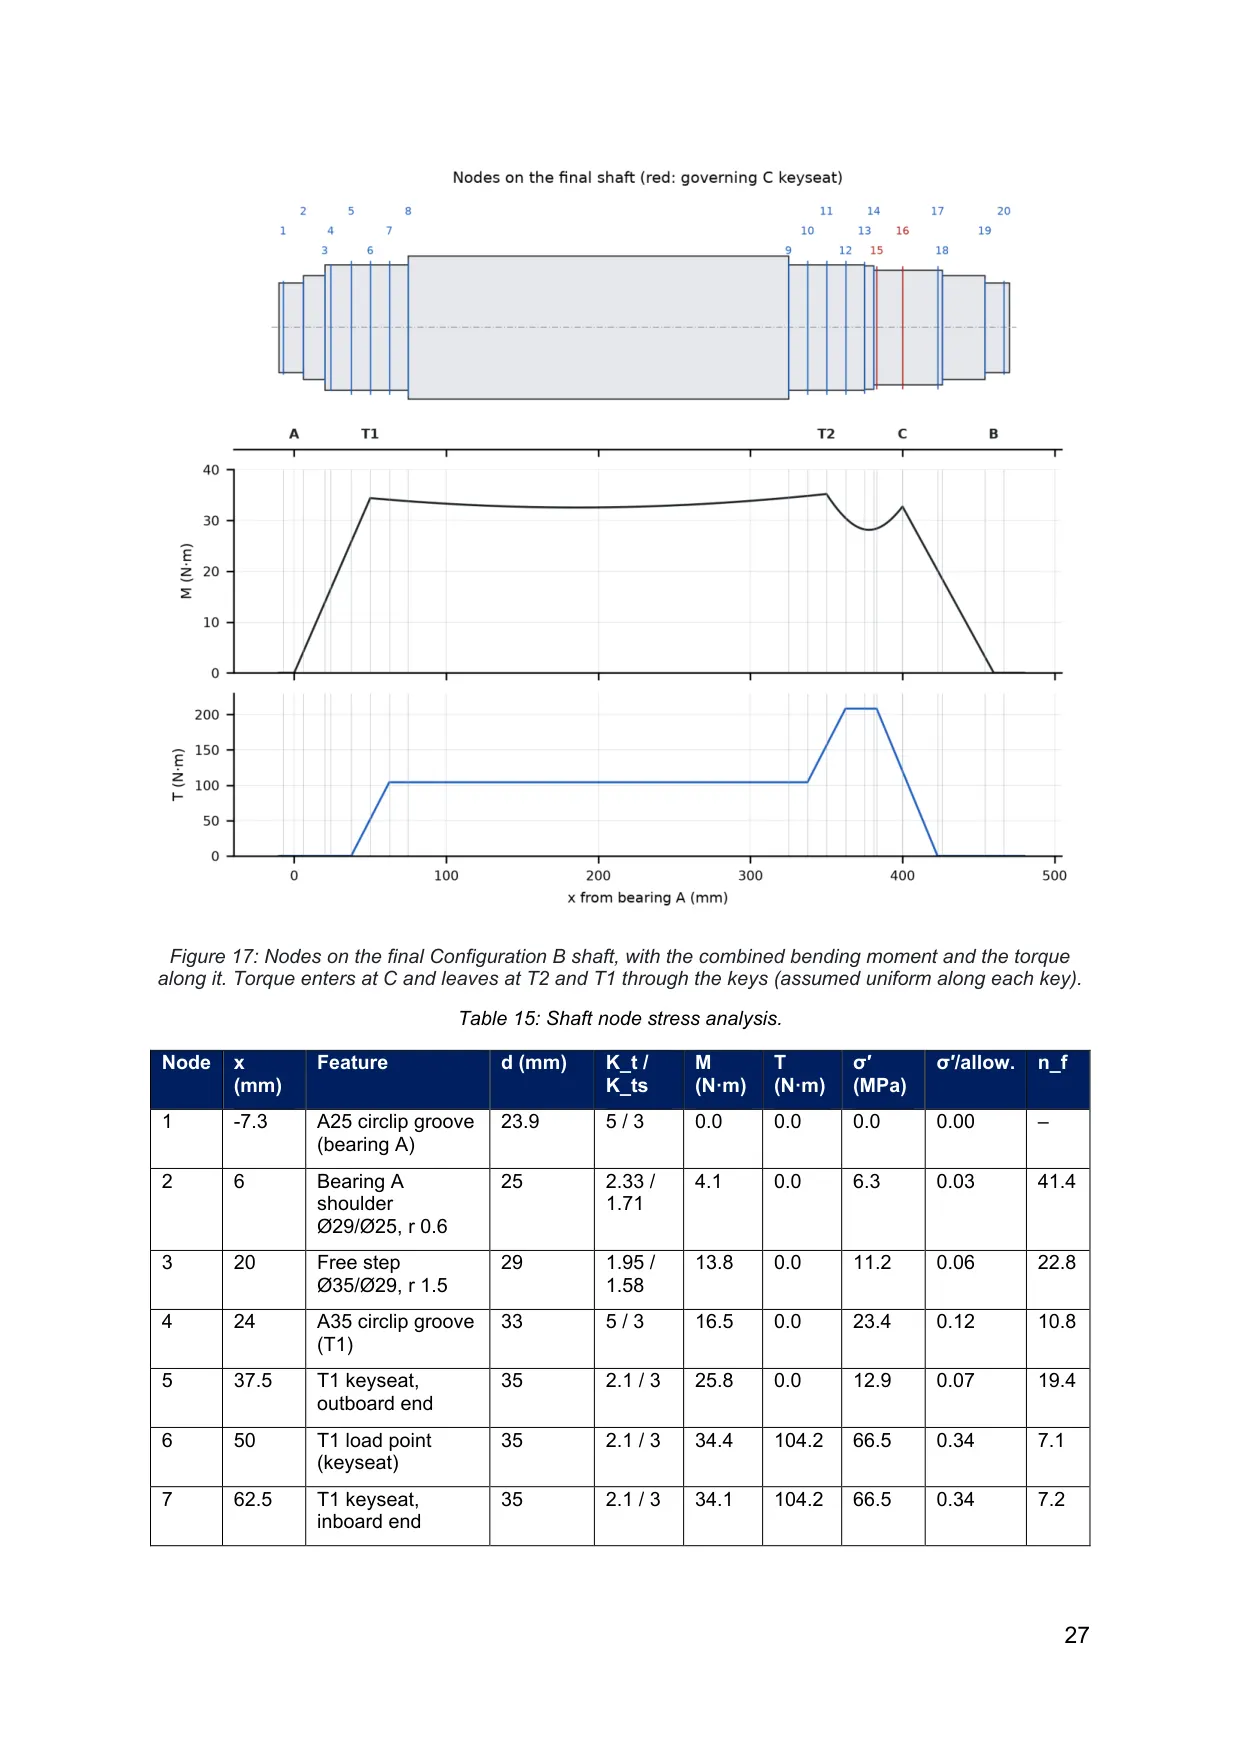 Nodes on the final shaft (red: governing C keyseat)
2 5 8 11 14 17 20
1 4 7 10 13 16 19
3 6 9 12 15 18
A T1 T2 C B
40
30
20
10
0
M (N·m)
200
150
100
50
0
T (N·m)
0 100 200 300 400 500
x from bearing A (mm)
Figure 17: Nodes on the final Configuration B shaft, with the combined bending moment and the torque
along it. Torque enters at C and leaves at T2 and T1 through the keys (assumed uniform along each key).
Table 15: Shaft node stress analysis.
Node x Feature d (mm) K_t / M T σ′ σ′/allow. n_f
(mm) K_ts (N·m) (N·m) (MPa)
1 -7.3 A25 circlip groove 23.9 5 / 3 0.0 0.0 0.0 0.00 –
(bearing A)
2 6 Bearing A 25 2.33 / 4.1 0.0 6.3 0.03 41.4
shoulder 1.71
Ø29/Ø25, r 0.6
3 20 Free step 29 1.95 / 13.8 0.0 11.2 0.06 22.8
Ø35/Ø29, r 1.5 1.58
4 24 A35 circlip groove 33 5 / 3 16.5 0.0 23.4 0.12 10.8
(T1)
5 37.5 T1 keyseat, 35 2.1 / 3 25.8 0.0 12.9 0.07 19.4
outboard end
6 50 T1 load point 35 2.1 / 3 34.4 104.2 66.5 0.34 7.1
(keyseat)
7 62.5 T1 keyseat, 35 2.1 / 3 34.1 104.2 66.5 0.34 7.2
inboard end
27